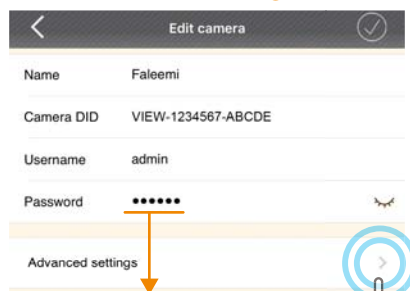 Edit camera
Name Faleemi
Camera DID VIEW-1234567-ABCDE
Username admin
Password ••••••
Advanced settings